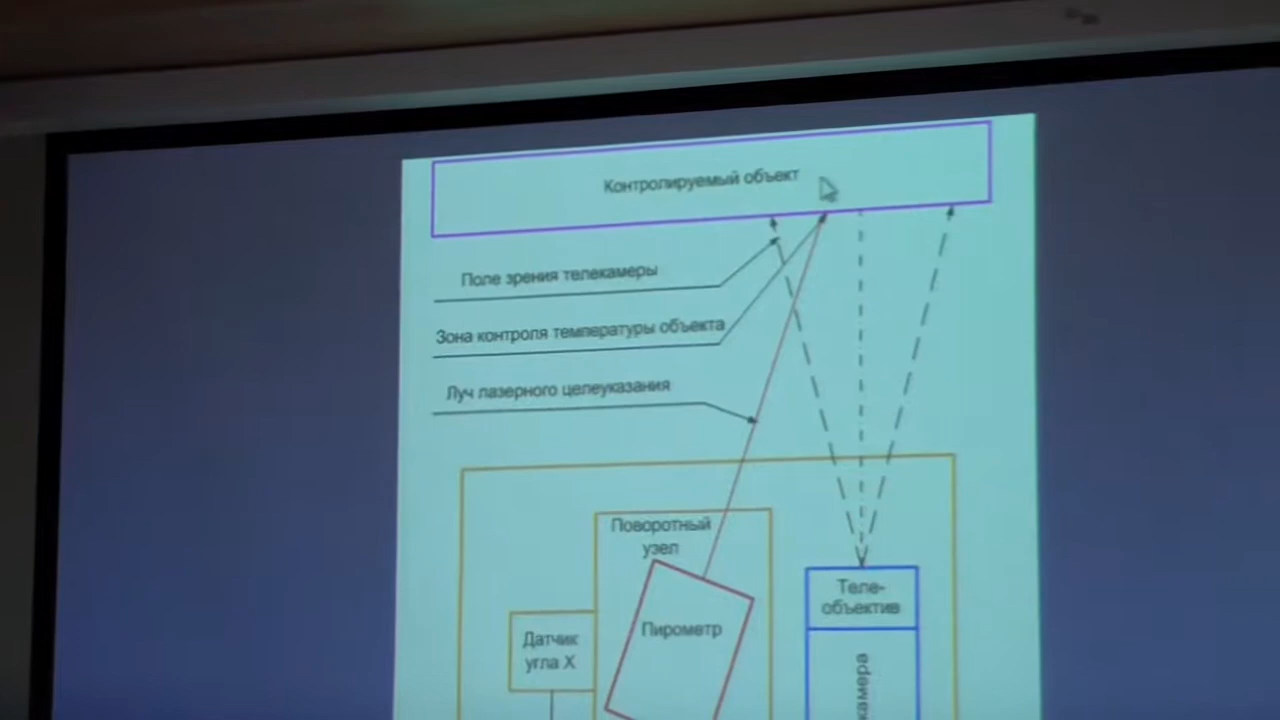 Контролируемый объект
Поле зрения телекамеры
Зона контроля температуры объекта
Луч лазерного целеуказания
Поворотный
узел
Теле-
объектив
Пирометр
Датчик
угла X
камера